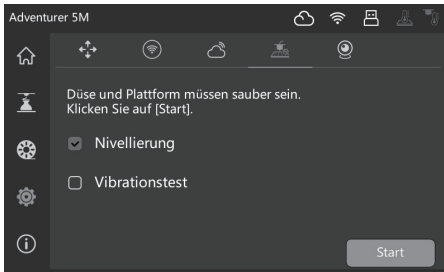 Adventurer 5M
Düse und Plattform müssen sauber sein.
Klicken Sie auf [Start].
Nivellierung
Vibrationstest
Start